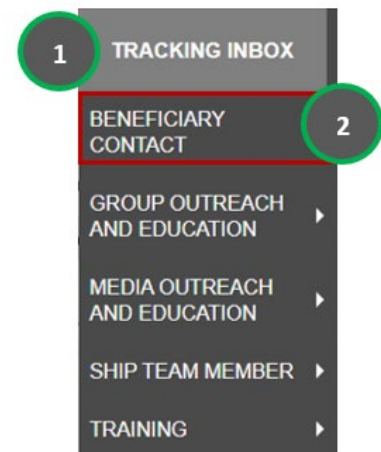 1
TRACKING INBOX
BENEFICIARY
CONTACT
2
GROUP OUTREACH
AND EDUCATION
MEDIA OUTREACH
AND EDUCATION
SHIP TEAM MEMBER
TRAINING